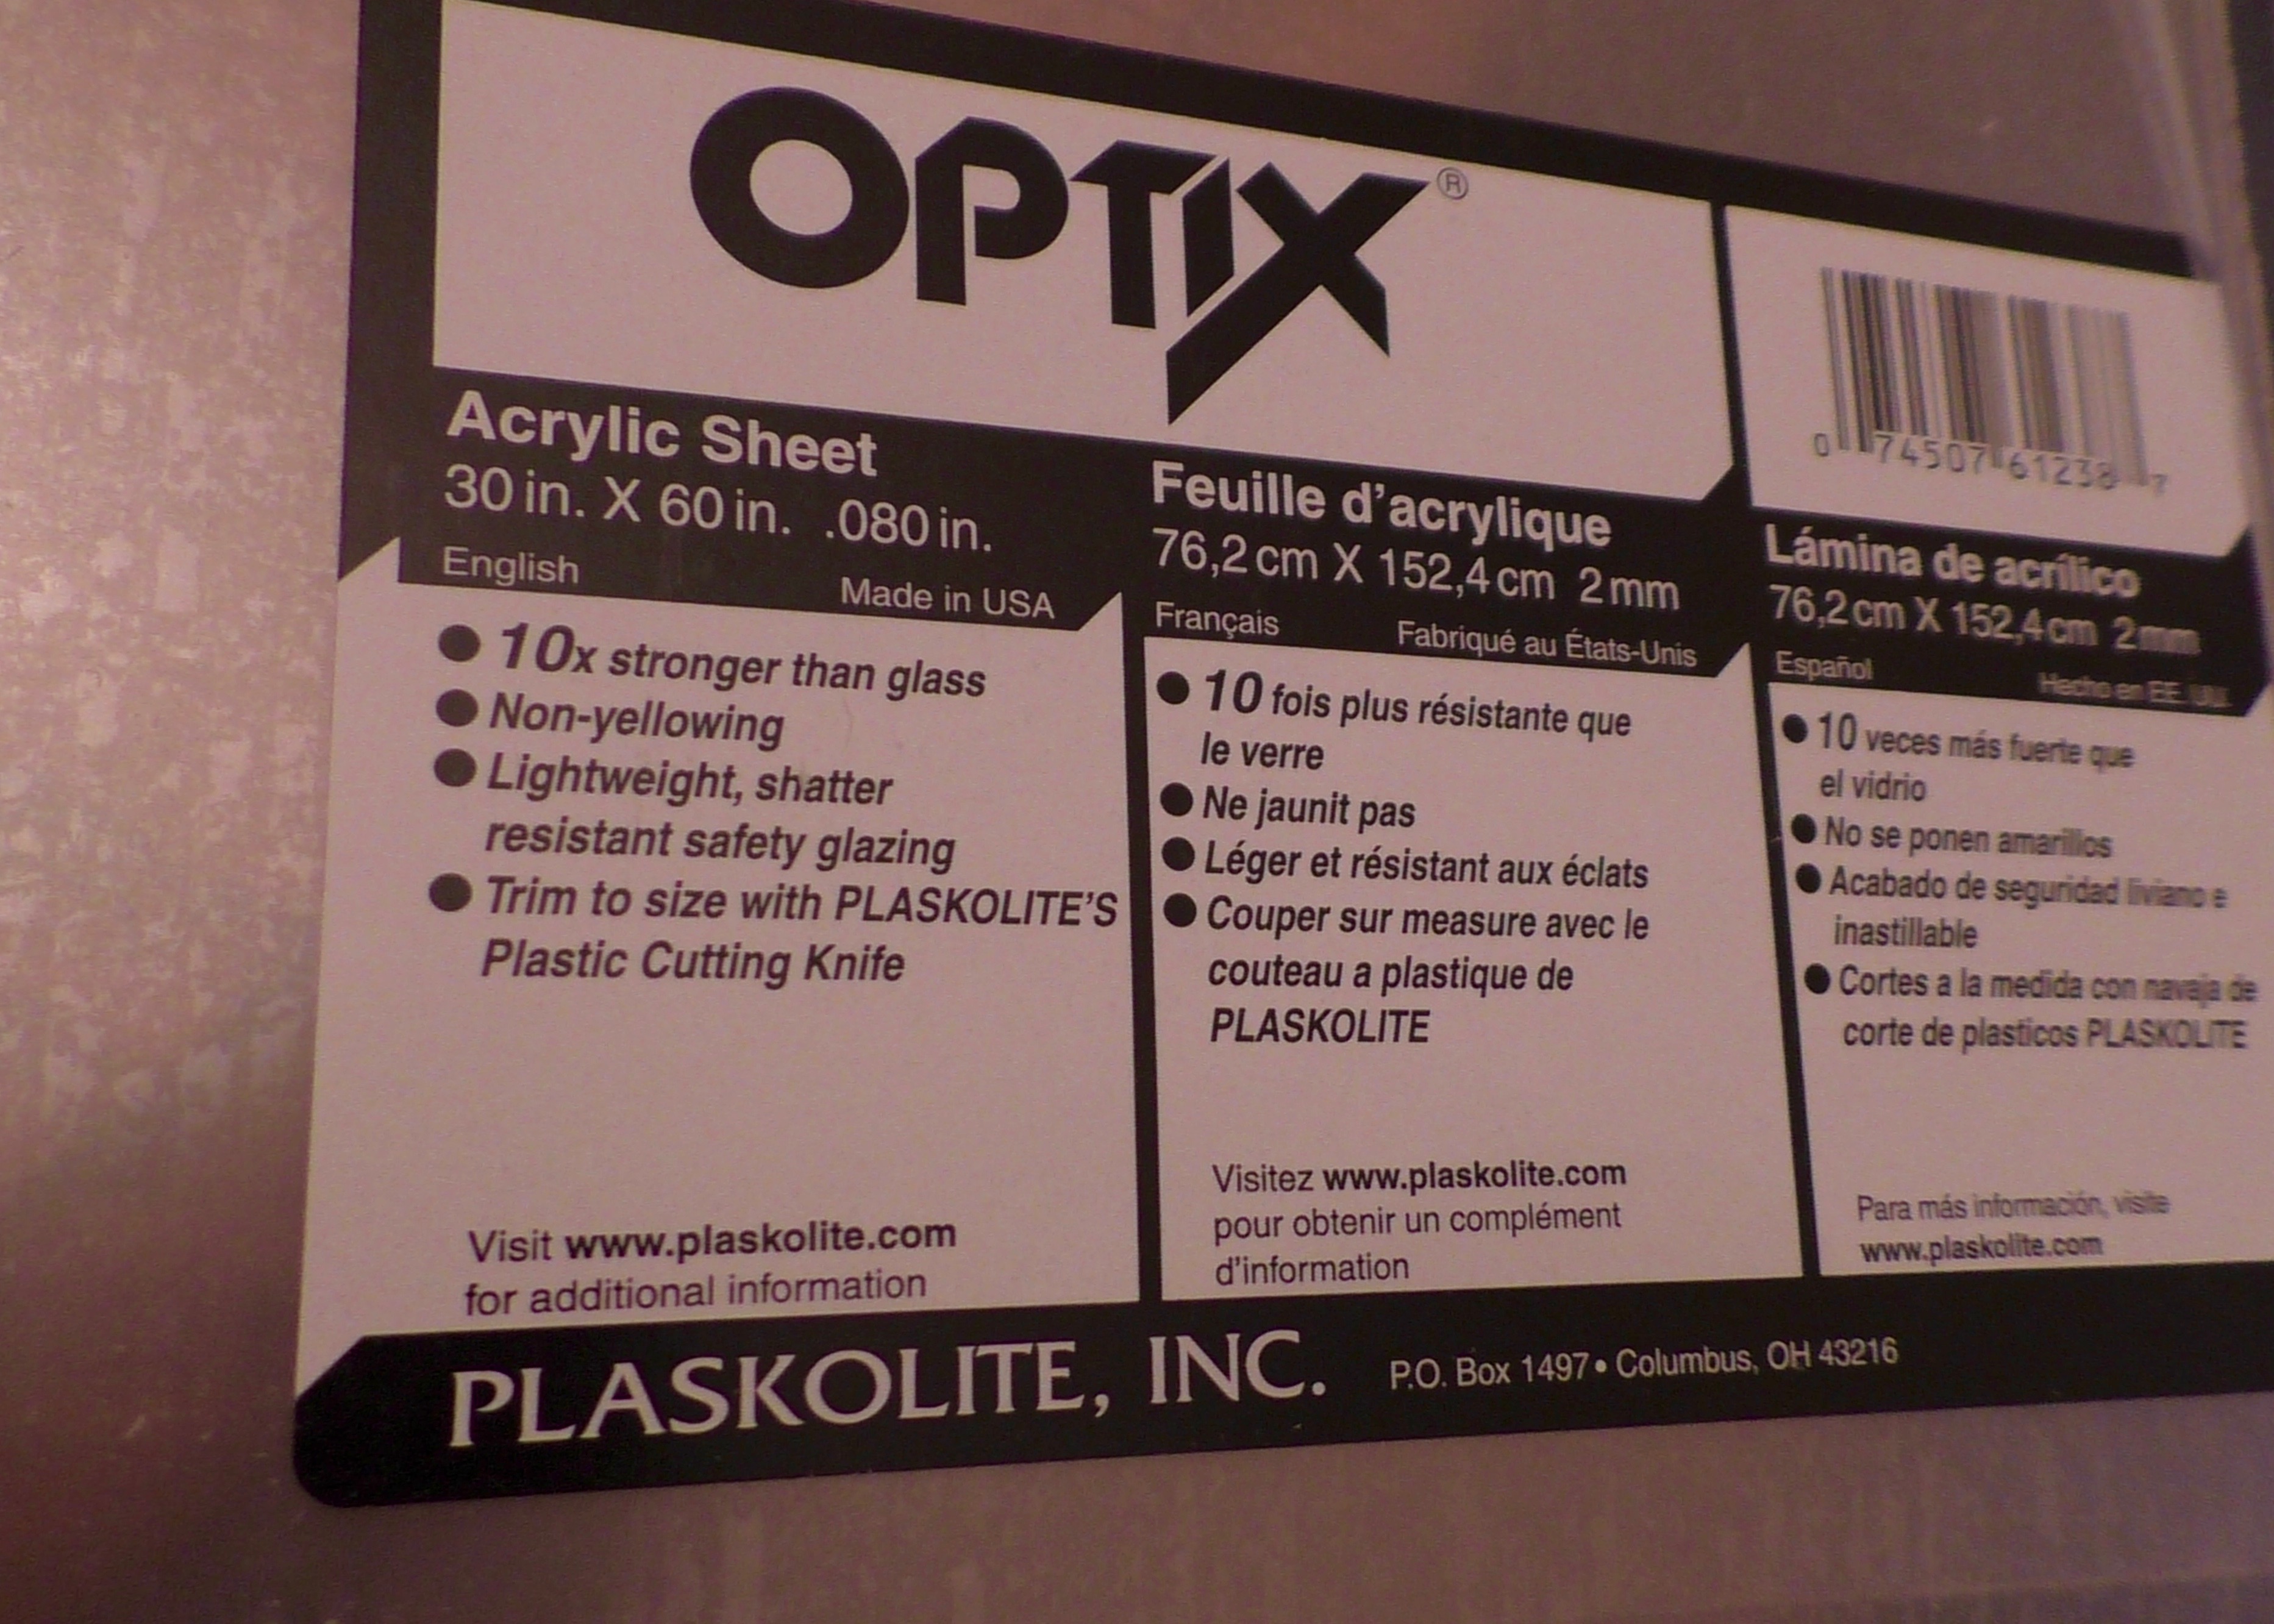 OPTIX®
0 74507 61238 7
Acrylic Sheet
30 in. X 60 in. .080 in.
English Made in USA
● 10x stronger than glass
● Non-yellowing
● Lightweight, shatter
resistant safety glazing
● Trim to size with PLASKOLITE'S
Plastic Cutting Knife
Visit www.plaskolite.com
for additional information
Feuille d'acrylique
76,2 cm X 152,4 cm 2 mm
Français Fabriqué au États-Unis
● 10 fois plus résistante que
le verre
● Ne jaunit pas
● Léger et résistant aux éclats
● Couper sur measure avec le
couteau a plastique de
PLASKOLITE
Visitez www.plaskolite.com
pour obtenir un complément
d'information
Lámina de acrílico
76,2 cm X 152,4 cm 2 mm
Español Hecho en EE. UU.
● 10 veces más fuerte que
el vidrio
● No se ponen amarillos
● Acabado de seguridad liviano e
inastillable
● Cortes a la medida con navaja de
corte de plasticos PLASKOLITE
Para más información, visite
www.plaskolite.com
PLASKOLITE, INC. P.O. Box 1497 • Columbus, OH 43216